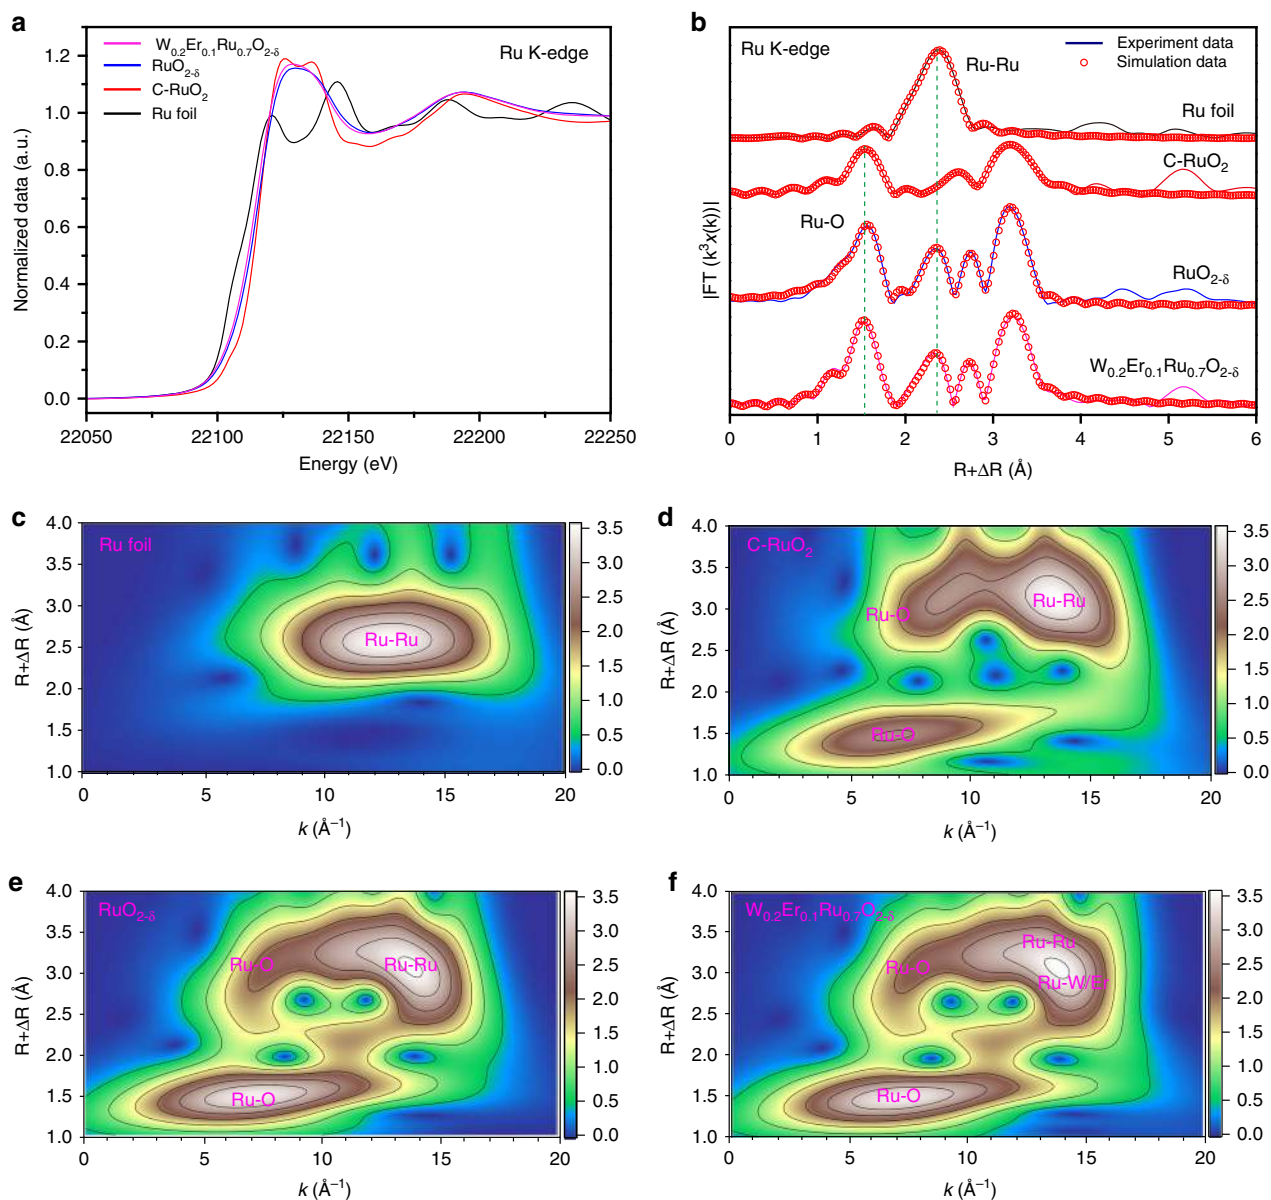 a
W0.2Er0.1Ru0.7O2-δ
RuO2-δ
C-RuO2
Ru foil
Ru K-edge
1.2
1.0
0.8
0.6
0.4
0.2
0.0
Normalized data (a.u.)
22050 22100 22150 22200 22250
Energy (eV)
b
Ru K-edge
Experiment data
Simulation data
Ru-Ru
Ru foil
C-RuO2
Ru-O
RuO2-δ
W0.2Er0.1Ru0.7O2-δ
|FT (k³x(k))|
0 1 2 3 4 5 6
R+ΔR (Å)
c
Ru foil
Ru-Ru
4.0
3.5
3.0
2.5
2.0
1.5
1.0
R+ΔR (Å)
0 5 10 15 20
k (Å⁻¹)
3.5
3.0
2.5
2.0
1.5
1.0
0.5
0.0
d
C-RuO2
Ru-O
Ru-Ru
Ru-O
4.0
3.5
3.0
2.5
2.0
1.5
1.0
R+ΔR (Å)
0 5 10 15 20
k (Å⁻¹)
3.5
3.0
2.5
2.0
1.5
1.0
0.5
0.0
e
RuO2-δ
Ru-O
Ru-Ru
Ru-O
4.0
3.5
3.0
2.5
2.0
1.5
1.0
R+ΔR (Å)
0 5 10 15 20
k (Å⁻¹)
3.5
3.0
2.5
2.0
1.5
1.0
0.5
0.0
f
W0.2Er0.1Ru0.7O2-δ
Ru-Ru
Ru-O
Ru-W/Er
Ru-O
4.0
3.5
3.0
2.5
2.0
1.5
1.0
R+ΔR (Å)
0 5 10 15 20
k (Å⁻¹)
3.5
3.0
2.5
2.0
1.5
1.0
0.5
0.0